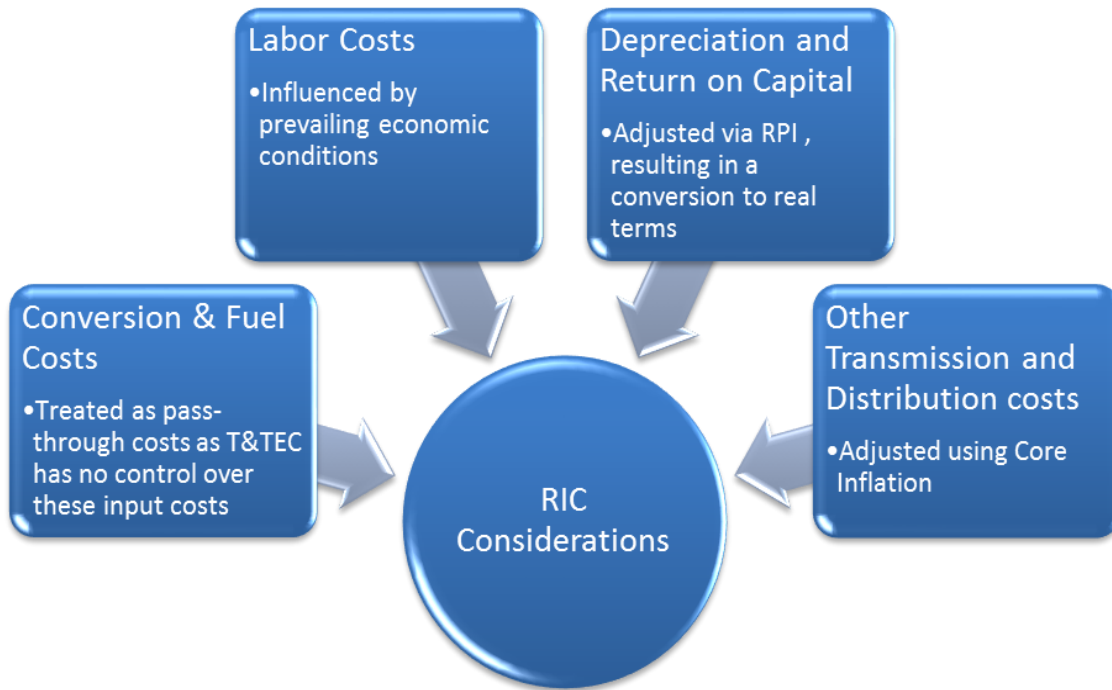 Labor Costs
•Influenced by
prevailing economic
conditions
Depreciation and
Return on Capital
•Adjusted via RPI ,
resulting in a
conversion to real
terms
Conversion & Fuel
Costs
•Treated as pass-
through costs as T&TEC
has no control over
these input costs
Other
Transmission and
Distribution costs
•Adjusted using Core
Inflation
RIC
Considerations